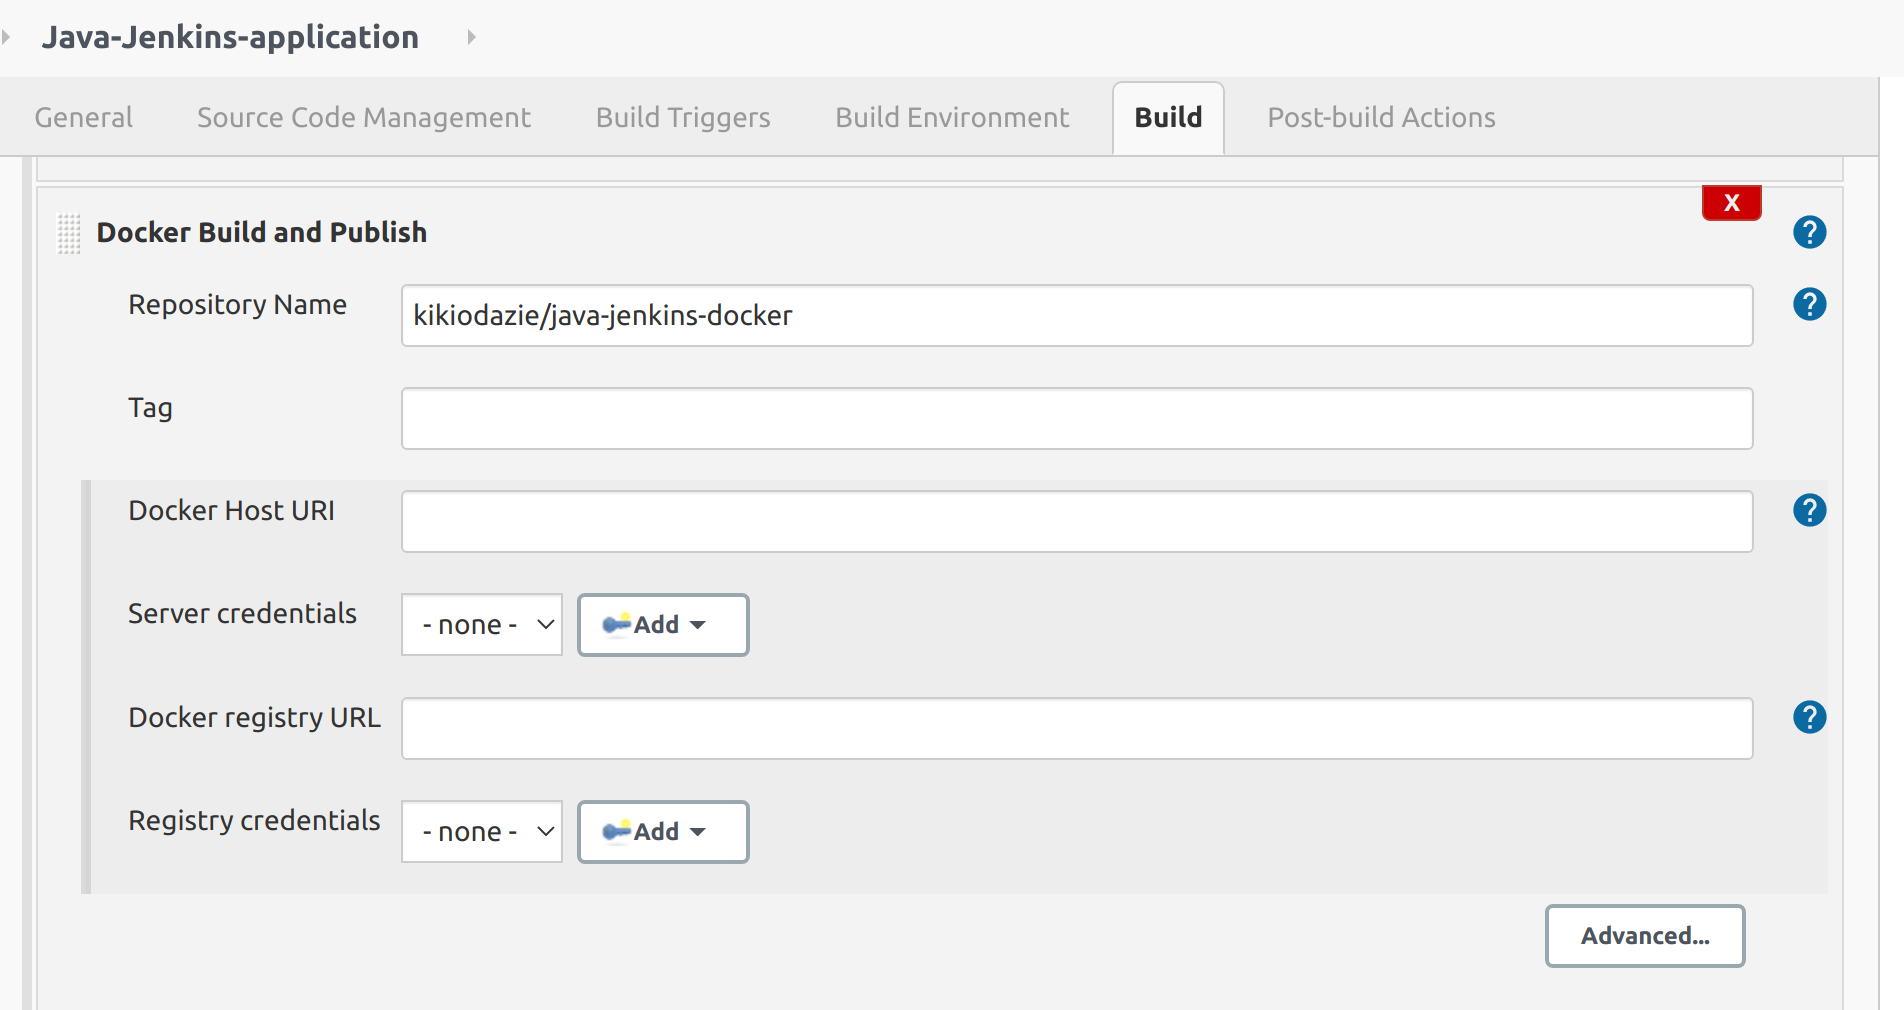 Java-Jenkins-application
General Source Code Management Build Triggers Build Environment Build Post-build Actions
X
Docker Build and Publish ?
Repository Name kikiodazie/java-jenkins-docker ?
Tag
Docker Host URI ?
Server credentials - none - Add
Docker registry URL ?
Registry credentials - none - Add
Advanced...